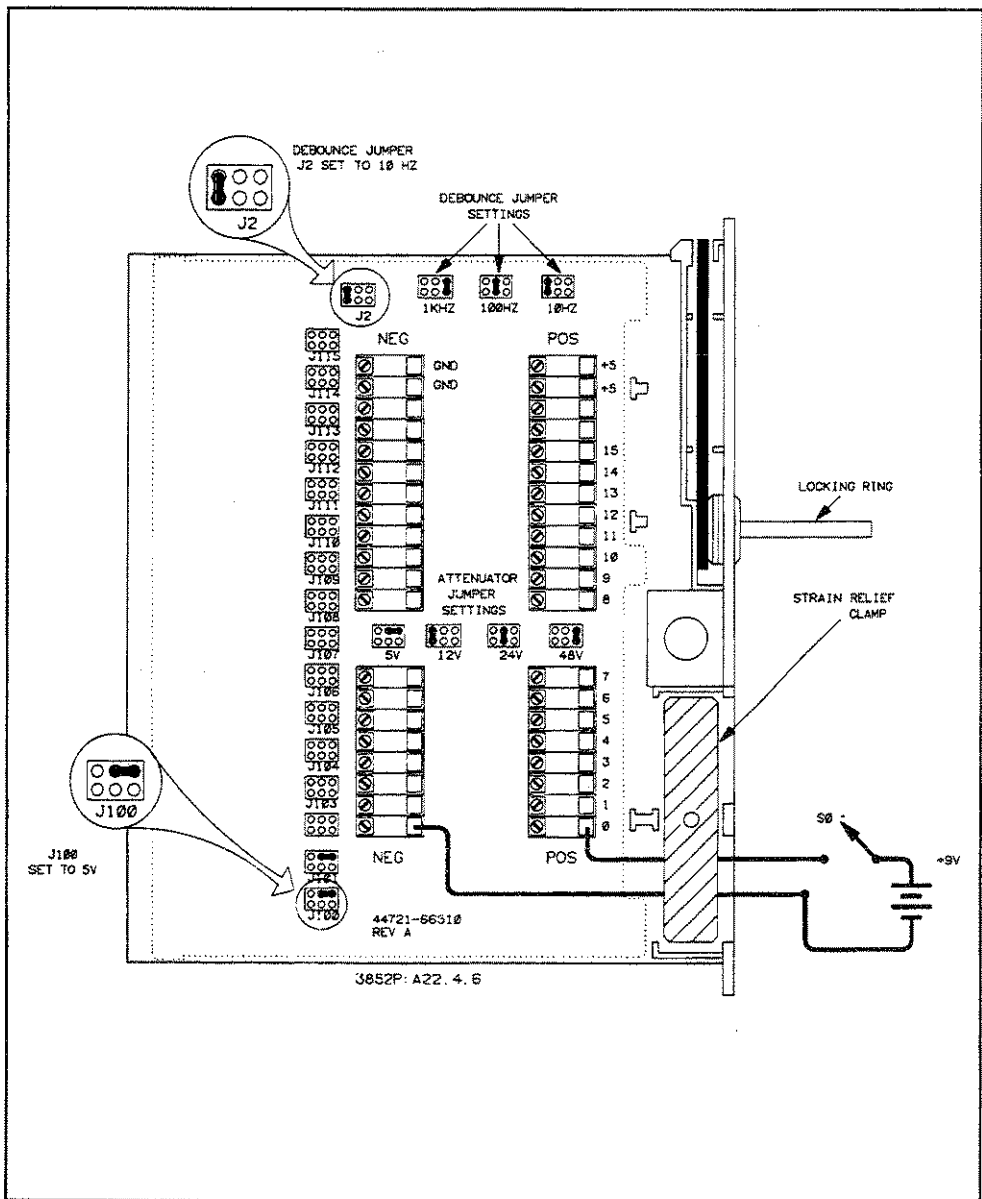 DEBOUNCE JUMPER
J2 SET TO 10 HZ
J2
DEBOUNCE JUMPER
SETTINGS
J2
1KHZ
100HZ
10HZ
NEG
POS
J115
J114
J113
J112
J111
J110
J109
J108
J107
J106
J105
J104
J103
J101
J100
GND
GND
+5
+5
15
14
13
12
11
10
9
8
LOCKING RING
ATTENUATOR
JUMPER
SETTINGS
STRAIN RELIEF
CLAMP
5V
12V
24V
48V
7
6
5
4
3
2
1
0
J100
J100
SET TO 5V
NEG
POS
S0
+9V
44721-66510
REV A
3852P: A22.4.6